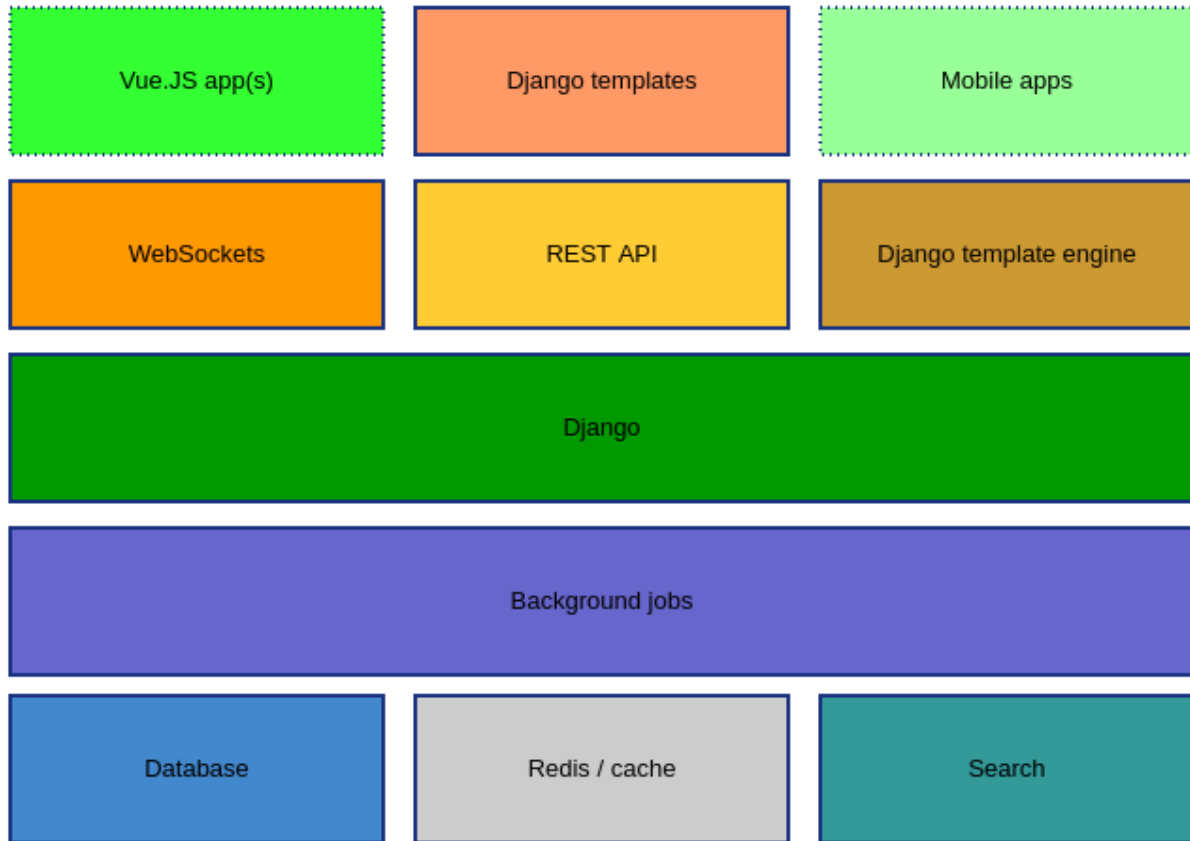 Vue.JS app(s)
Django templates
Mobile apps
WebSockets
REST API
Django template engine
Django
Background jobs
Database
Redis / cache
Search